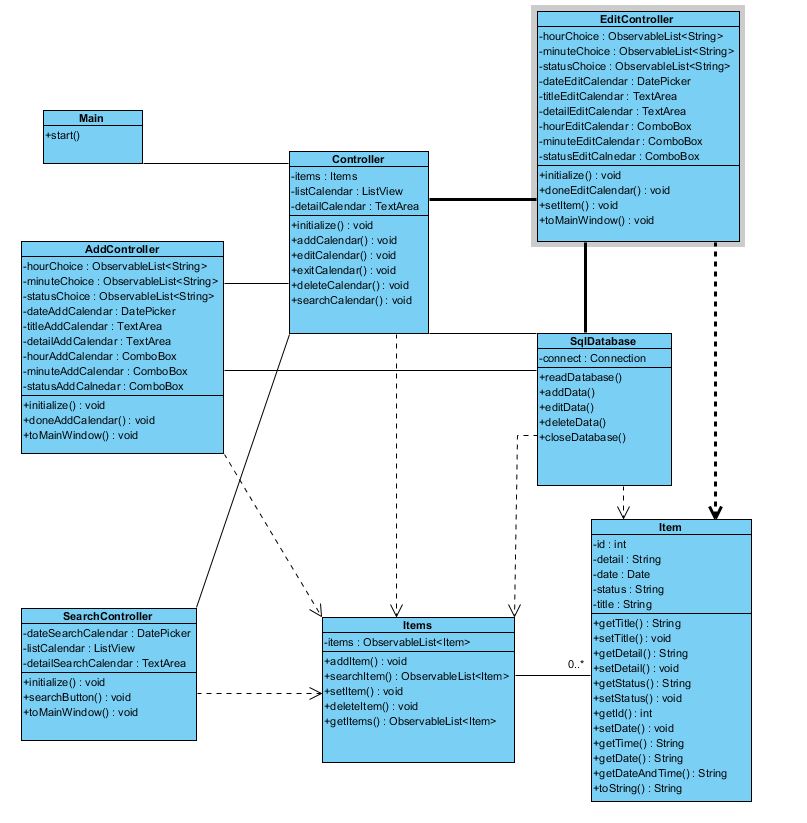 EditController
-hourChoice : ObservableList<String>
-minuteChoice : ObservableList<String>
-statusChoice : ObservableList<String>
-dateEditCalendar : DatePicker
-titleEditCalendar : TextArea
-detailEditCalendar : TextArea
-hourEditCalendar : ComboBox
-minuteEditCalendar : ComboBox
-statusEditCalnedar : ComboBox
+initialize() : void
+doneEditCalendar() : void
+setItem() : void
+toMainWindow() : void
Main
+start()
Controller
-items : Items
-listCalendar : ListView
-detailCalendar : TextArea
+initialize() : void
+addCalendar() : void
+editCalendar() : void
+exitCalendar() : void
+deleteCalendar() : void
+searchCalendar() : void
AddController
-hourChoice : ObservableList<String>
-minuteChoice : ObservableList<String>
-statusChoice : ObservableList<String>
-dateAddCalendar : DatePicker
-titleAddCalendar : TextArea
-detailAddCalendar : TextArea
-hourAddCalendar : ComboBox
-minuteAddCalendar : ComboBox
-statusAddCalnedar : ComboBox
+initialize() : void
+doneAddCalendar() : void
+toMainWindow() : void
SqlDatabase
-connect : Connection
+readDatabase()
+addData()
+editData()
+deleteData()
+closeDatabase()
Item
-id : int
-detail : String
-date : Date
-status : String
-title : String
+getTitle() : String
+setTitle() : void
+getDetail() : String
+setDetail() : void
+getStatus() : String
+setStatus() : void
+getId() : int
+setDate() : void
+getTime() : String
+getDate() : String
+getDateAndTime() : String
+toString() : String
SearchController
-dateSearchCalendar : DatePicker
-listCalendar : ListView
-detailSearchCalendar : TextArea
+initialize() : void
+searchButton() : void
+toMainWindow() : void
Items
-items : ObservableList<Item>
+addItem() : void
+searchItem() : ObservableList<Item>
+setItem() : void
+deleteItem() : void
+getItems() : ObservableList<Item>
0..*